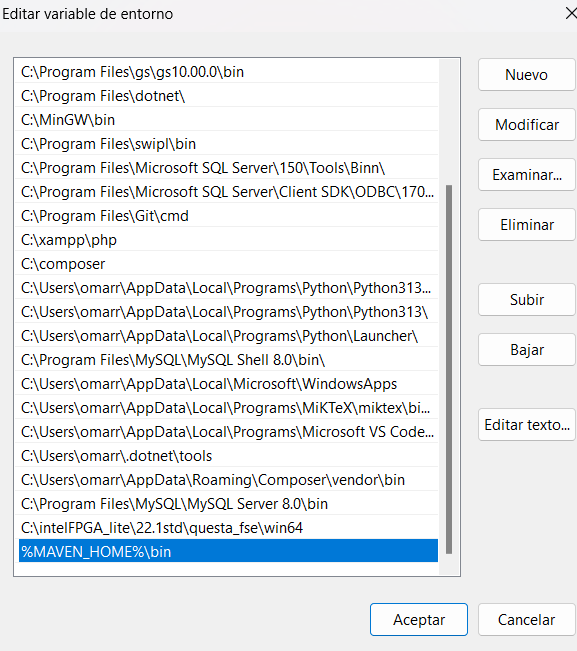 Editar variable de entorno
C:\Program Files\gs\gs10.00.0\bin
C:\Program Files\dotnet\
C:\MinGW\bin
C:\Program Files\swipl\bin
C:\Program Files\Microsoft SQL Server\150\Tools\Binn\
C:\Program Files\Microsoft SQL Server\Client SDK\ODBC\170...
C:\Program Files\Git\cmd
C:\xampp\php
C:\composer
C:\Users\omarr\AppData\Local\Programs\Python\Python313...
C:\Users\omarr\AppData\Local\Programs\Python\Python313\
C:\Users\omarr\AppData\Local\Programs\Python\Launcher\
C:\Program Files\MySQL\MySQL Shell 8.0\bin\
C:\Users\omarr\AppData\Local\Microsoft\WindowsApps
C:\Users\omarr\AppData\Local\Programs\MiKTeX\miktex\bi...
C:\Users\omarr\AppData\Local\Programs\Microsoft VS Code...
C:\Users\omarr\.dotnet\tools
C:\Users\omarr\AppData\Roaming\Composer\vendor\bin
C:\Program Files\MySQL\MySQL Server 8.0\bin
C:\intelFPGA_lite\22.1std\questa_fse\win64
%MAVEN_HOME%\bin
Nuevo
Modificar
Examinar...
Eliminar
Subir
Bajar
Editar texto...
Aceptar
Cancelar